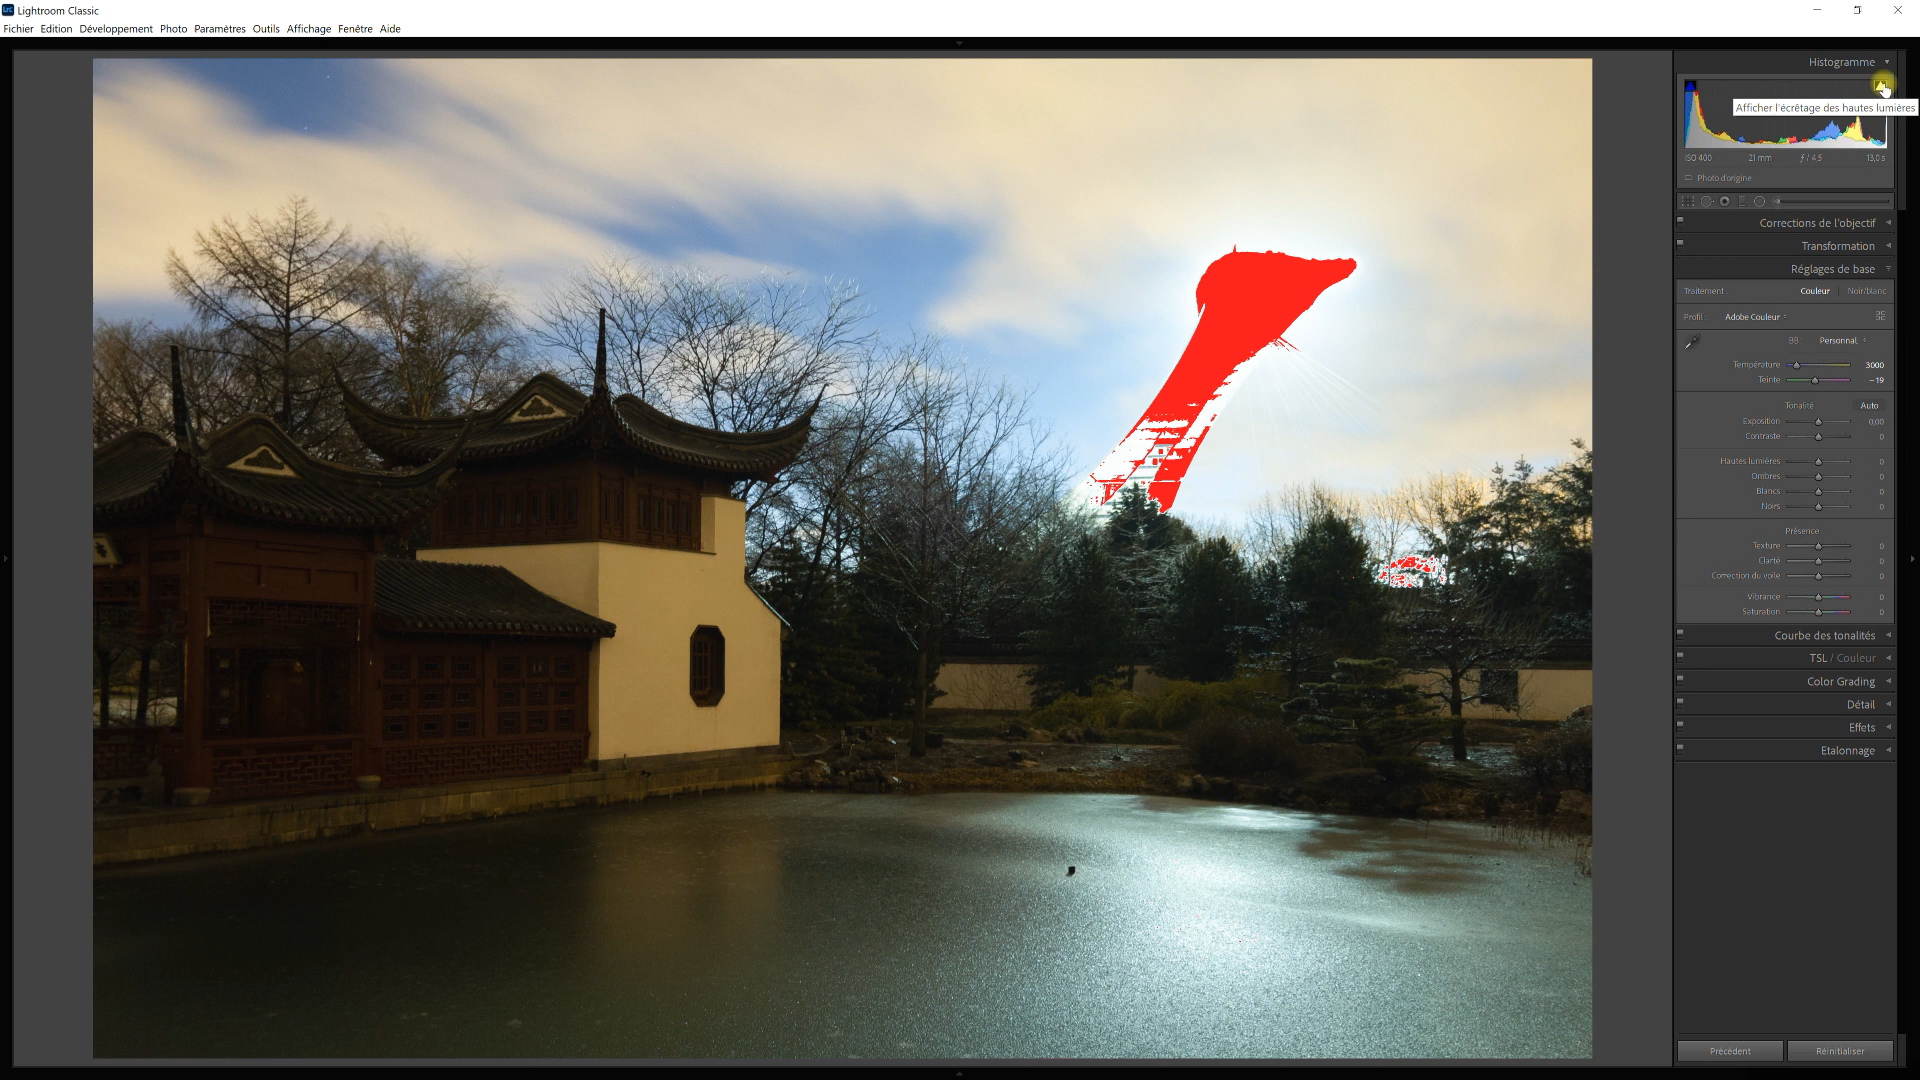 Lightroom Classic
Fichier Edition Développement Photo Paramètres Outils Affichage Fenêtre Aide
Histogramme
Afficher l'écrêtage des hautes lumières
ISO 400 21 mm ƒ / 4,5 13,0 s
Photo d'origine
Corrections de l'objectif
Transformation
Réglages de base
Traitement : Couleur Noir/blanc
Profil : Adobe Couleur
BB : Personnal
Température 3000
Teinte – 19
Tonalité Auto
Exposition 0,00
Contraste 0
Hautes lumières 0
Ombres 0
Blancs 0
Noirs 0
Présence
Texture 0
Clarté 0
Correction du voile 0
Vibrance 0
Saturation 0
Courbe des tonalités
TSL / Couleur
Color Grading
Détail
Effets
Etalonnage
Précédent Réinitialiser